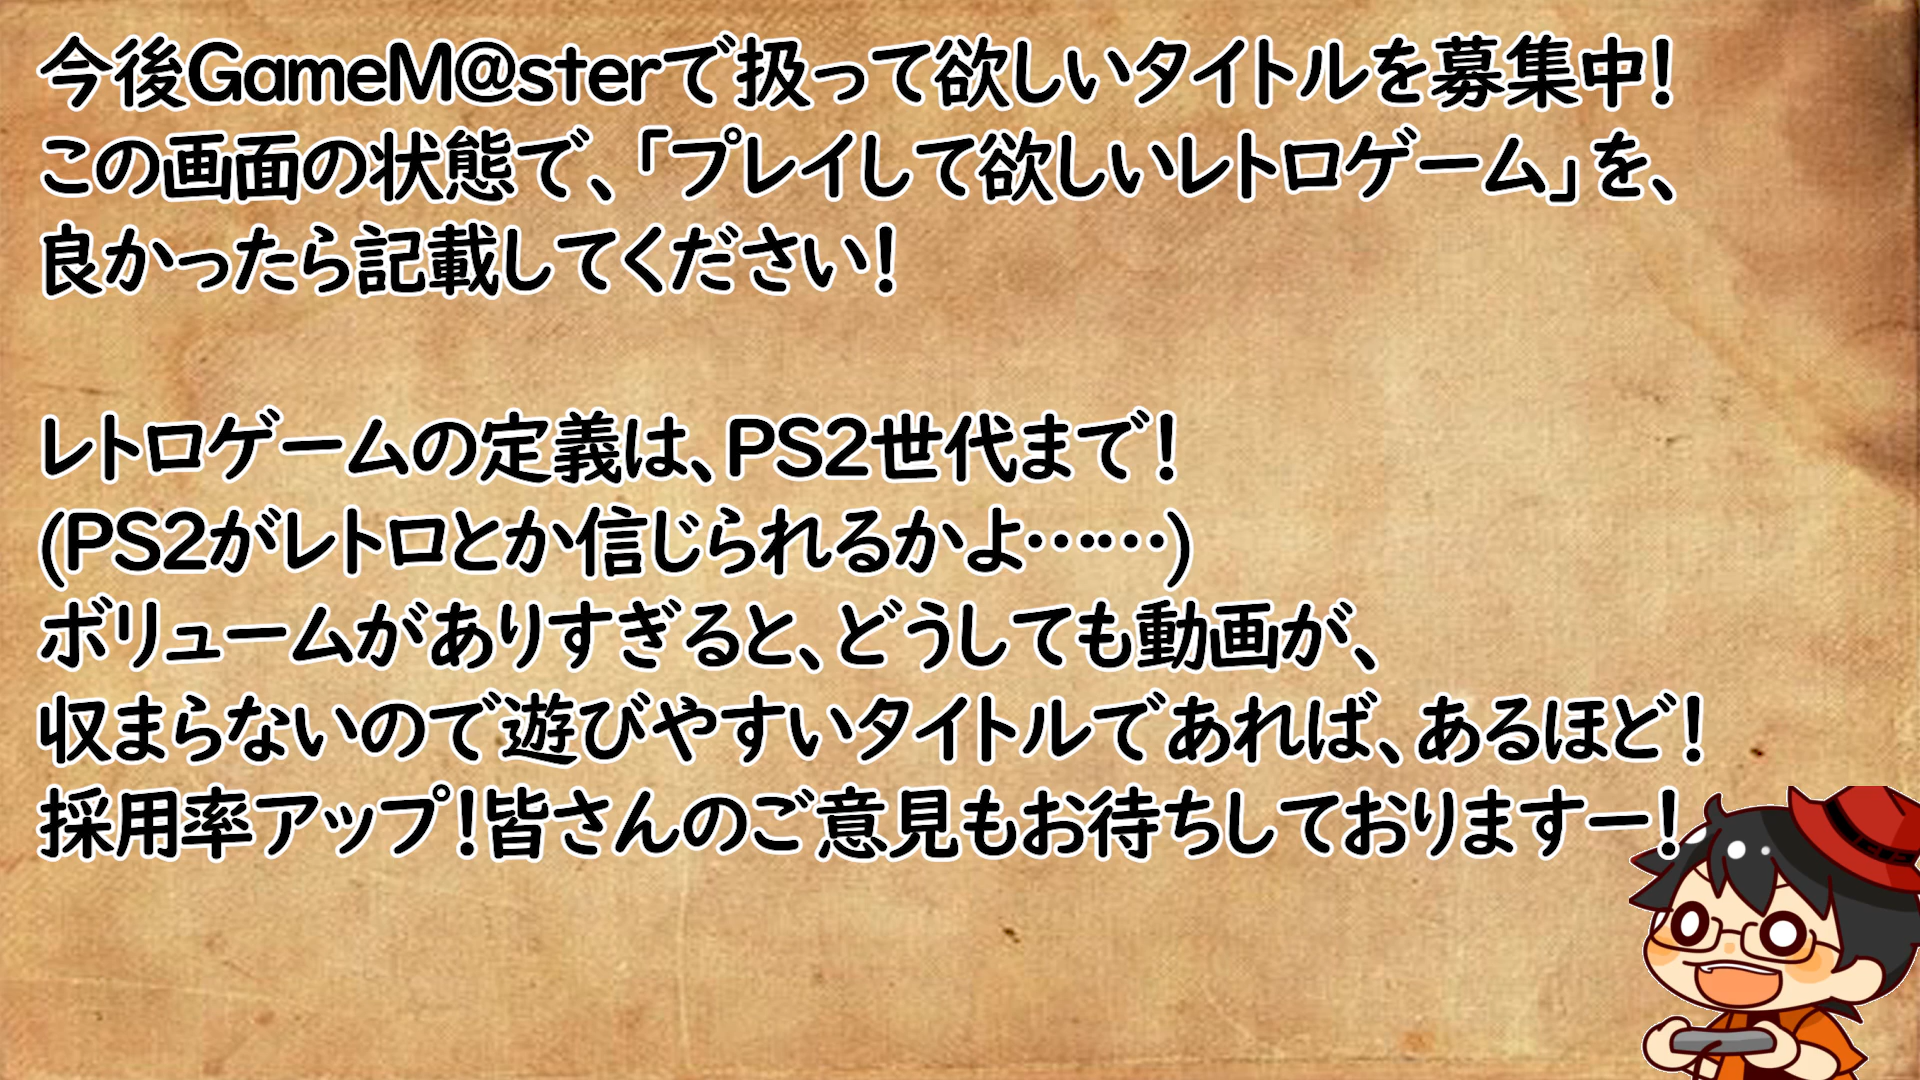 今後GameM@sterで扱って欲しいタイトルを募集中!
この画面の状態で、「プレイして欲しいレトロゲーム」を、
良かったら記載してください!
レトロゲームの定義は、PS2世代まで!
(PS2がレトロとか信じられるかよ……)
ボリュームがありすぎると、どうしても動画が、
収まらないので遊びやすいタイトルであれば、あるほど!
採用率アップ!皆さんのご意見もお待ちしておりますー!